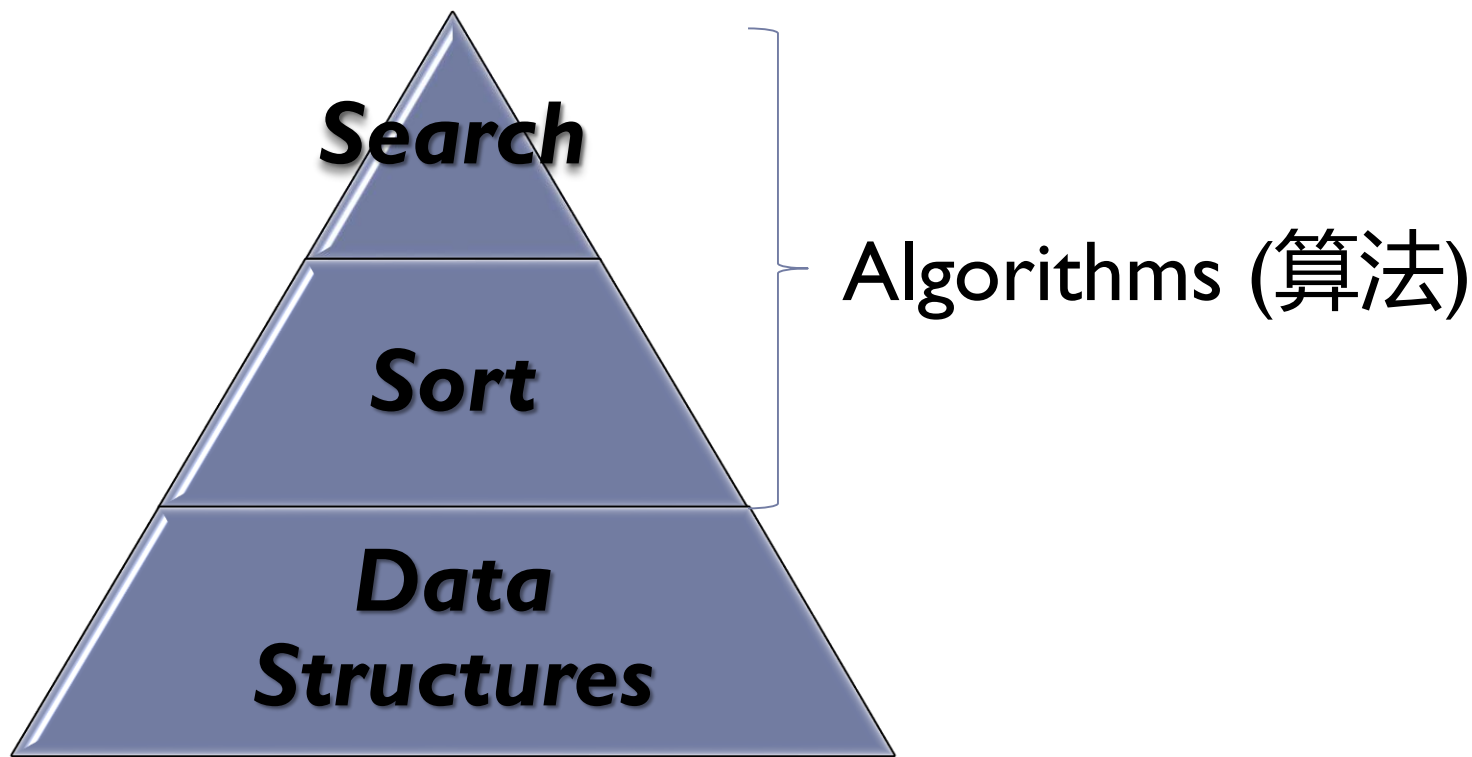 Search
Sort
Data
Structures
Algorithms (算法)